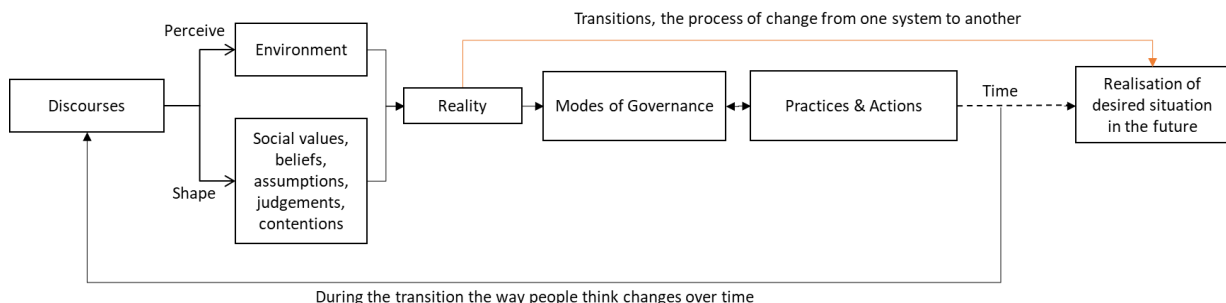 Transitions, the process of change from one system to another
Perceive
Environment
Discourses
Reality
Modes of Governance
Practices & Actions
Time
Realisation of
desired situation
in the future
Shape
Social values,
beliefs,
assumptions,
judgements,
contentions
During the transition the way people think changes over time